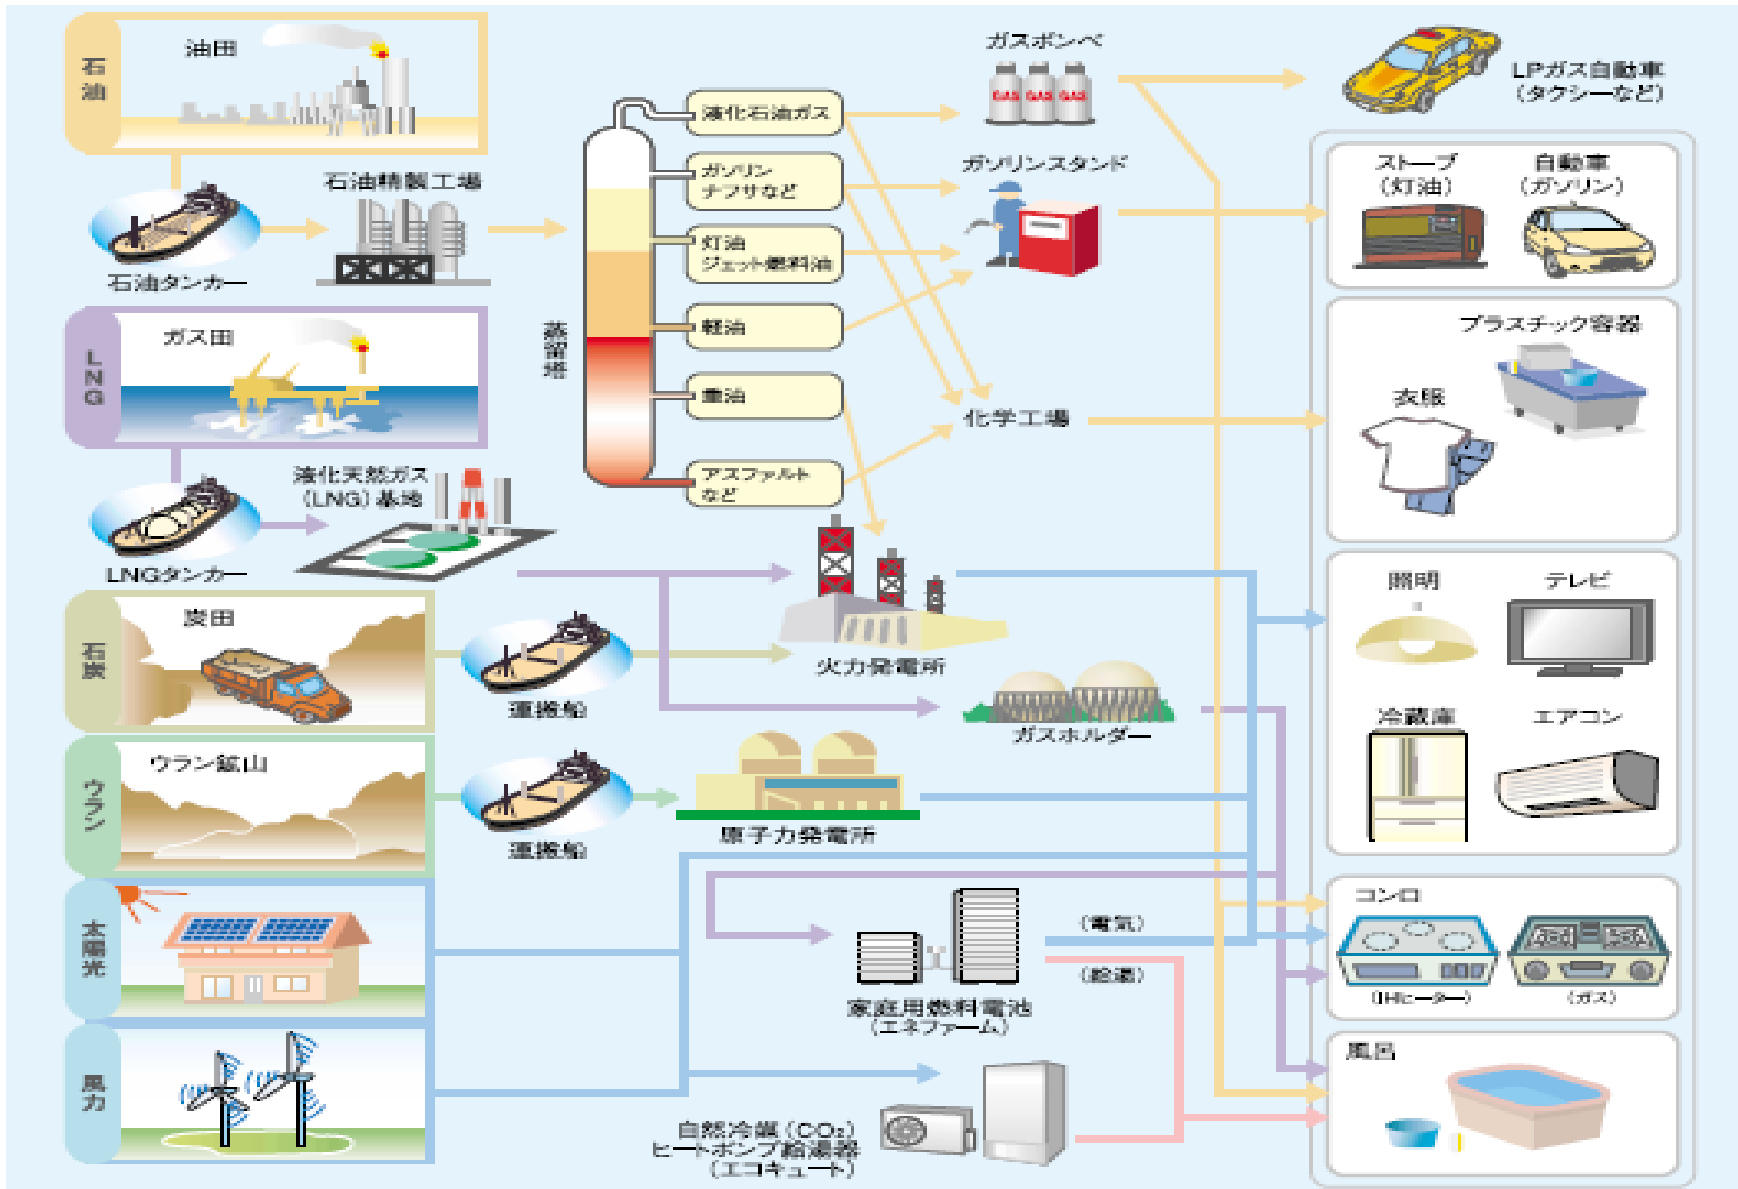 石油
油田
石油タンカー
石油精製工場
LNG
ガス田
LNGタンカー
液化天然ガス
(LNG)基地
石炭
炭田
運搬船
ウラン
ウラン鉱山
運搬船
太陽光
風力
蒸留塔
液化石油ガス
ガソリン
ナフサなど
灯油
ジェット燃料油
軽油
重油
アスファルト
など
ガスボンベ
GAS GAS GAS
ガソリンスタンド
化学工場
火力発電所
ガスホルダー
原子力発電所
(電気)
(給湯)
家庭用燃料電池
(エネファーム)
自然冷媒(CO₂)
ヒートポンプ給湯器
(エコキュート)
LPガス自動車
(タクシーなど)
ストーブ
(灯油)
自動車
(ガソリン)
プラスチック容器
衣服
照明
テレビ
冷蔵庫
エアコン
コンロ
(IHヒーター)
(ガス)
風呂